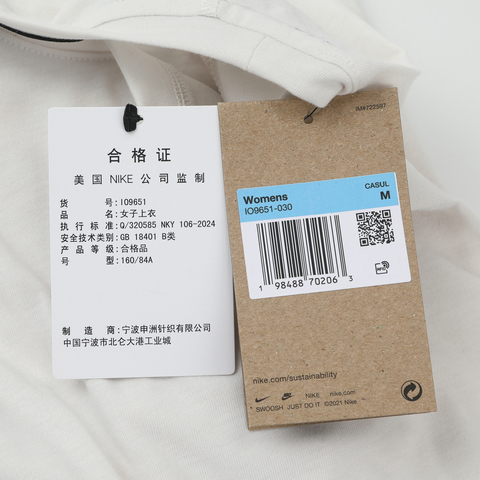 合格证
美国 NIKE 公司监制
货号: IO9651
品名: 女子上衣
执行标准: Q/320585 NKY 106-2024
安全技术类别: GB 18401 B类
产品等级: 合格品
号型: 160/84A
制造商: 宁波申洲针织有限公司
中国宁波市北仑大港工业城
IM#722597
Womens
IO9651-030
CASUL
M
1 98488 70206 3
RFID
nike.com/sustainability
NIKE nike.com
SWOOSH JUST DO IT ©2021 Nike